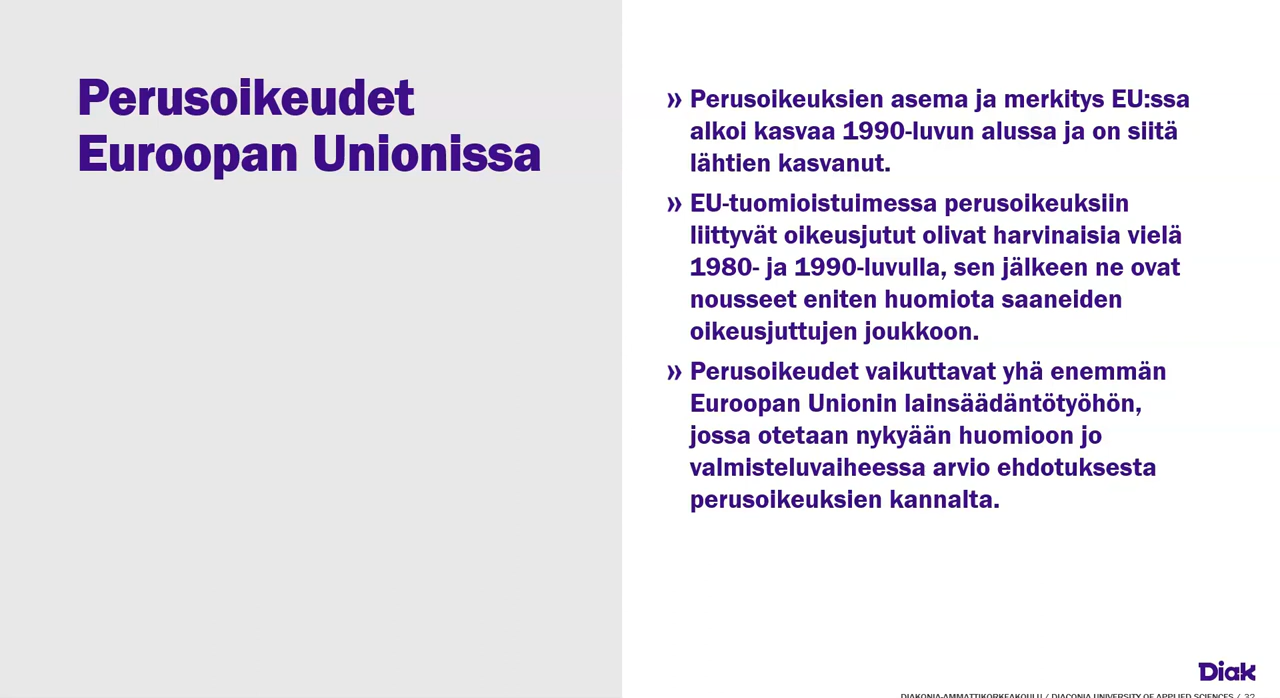 Perusoikeudet
Euroopan Unionissa
» Perusoikeuksien asema ja merkitys EU:ssa
alkoi kasvaa 1990-luvun alussa ja on siitä
lähtien kasvanut.
» EU-tuomioistuimessa perusoikeuksiin
liittyvät oikeusjutut olivat harvinaisia vielä
1980- ja 1990-luvulla, sen jälkeen ne ovat
nousseet eniten huomiota saaneiden
oikeusjuttujen joukkoon.
» Perusoikeudet vaikuttavat yhä enemmän
Euroopan Unionin lainsäädäntötyöhön,
jossa otetaan nykyään huomioon jo
valmisteluvaiheessa arvio ehdotuksesta
perusoikeuksien kannalta.
Diak
DIAKONIA-AMMATTIKORKEAKOULU / DIACONIA UNIVERSITY OF APPLIED SCIENCES / 32